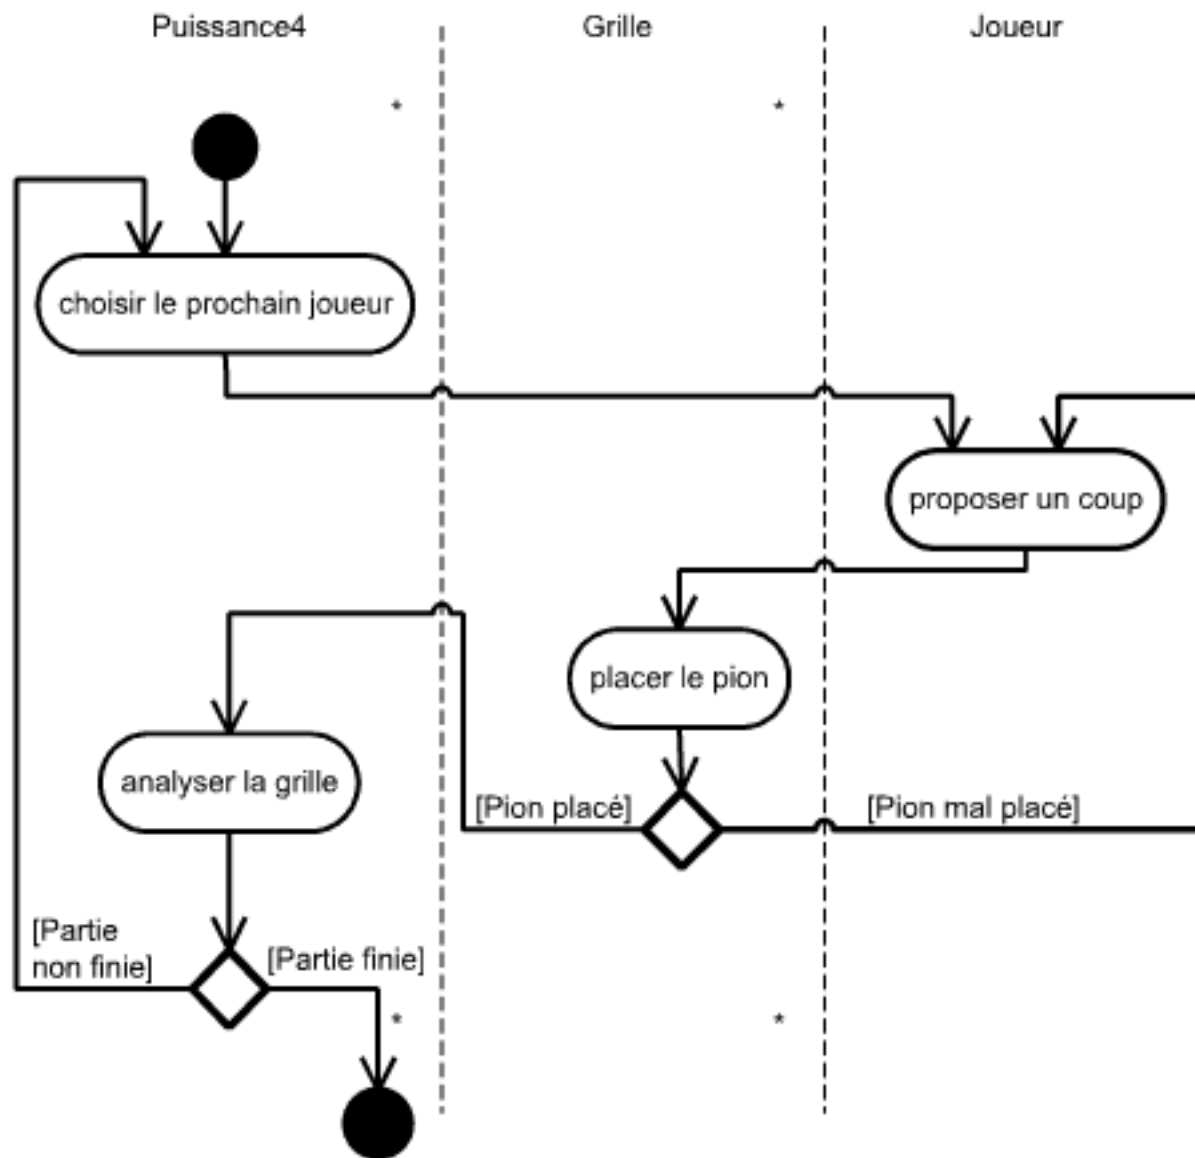 Puissance4
Grille
Joueur
*
*
choisir le prochain joueur
proposer un coup
placer le pion
analyser la grille
[Pion placé]
[Pion mal placé]
[Partie
non finie]
[Partie finie]
*
*